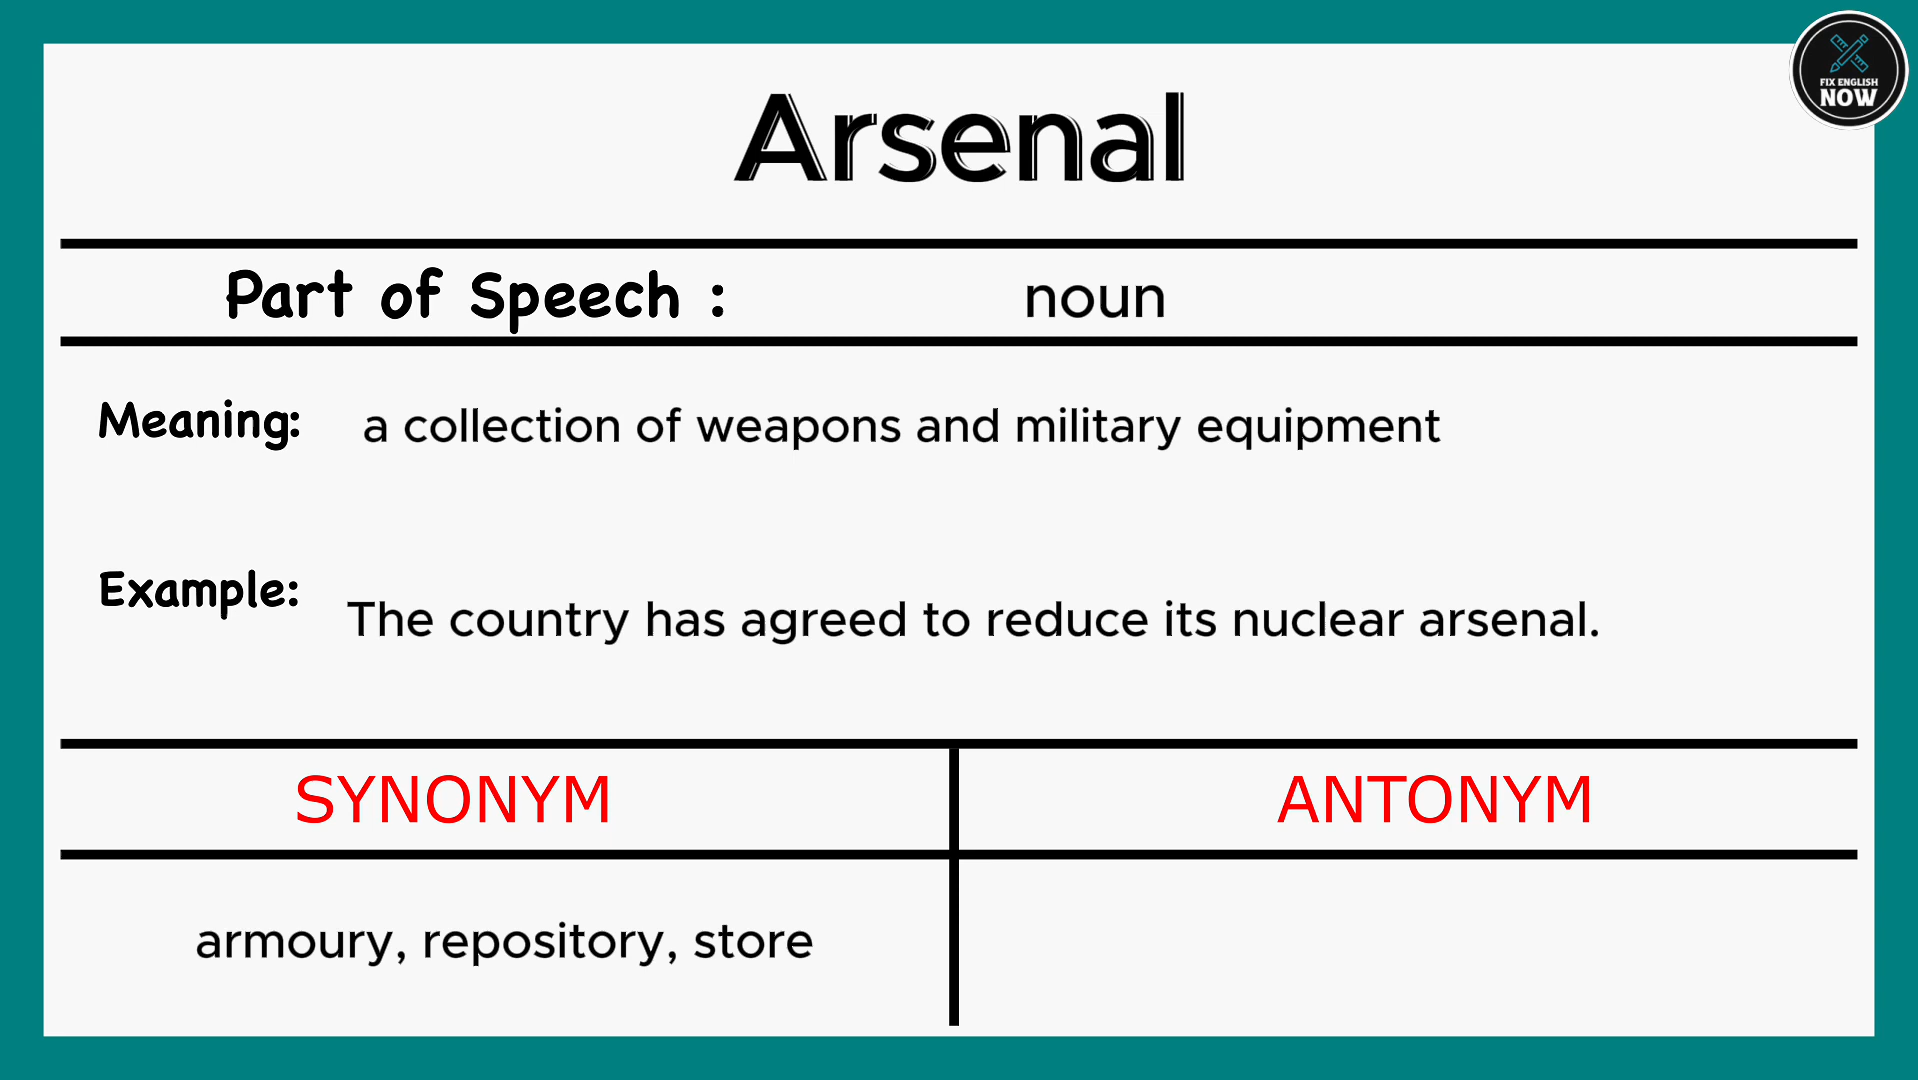 FIX ENGLISH
NOW
Arsenal
Part of Speech : noun
Meaning: a collection of weapons and military equipment
Example: The country has agreed to reduce its nuclear arsenal.
SYNONYM ANTONYM
armoury, repository, store